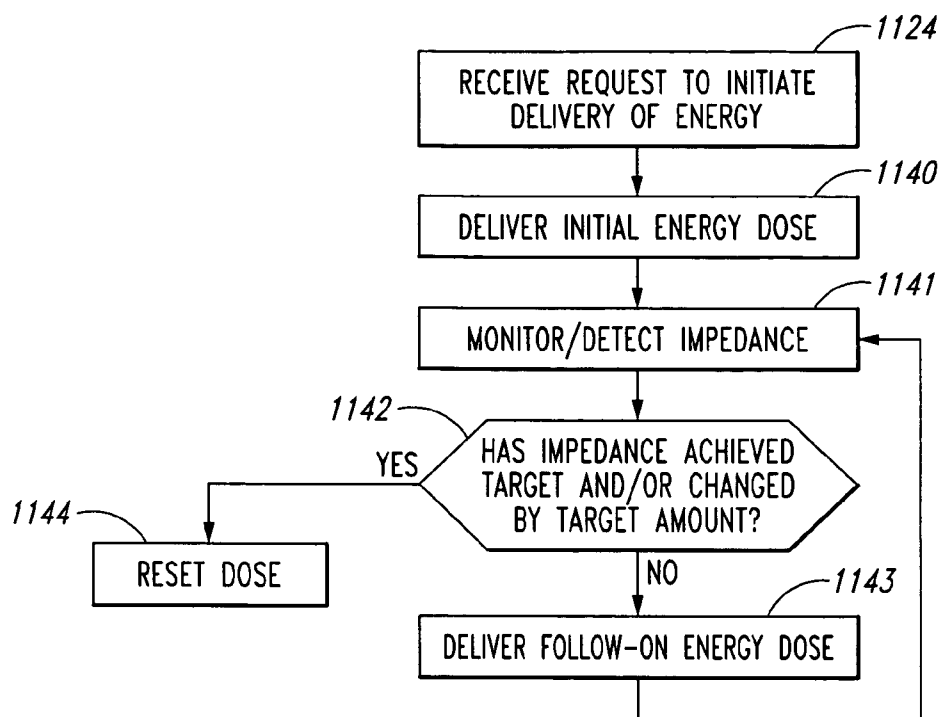 1124
RECEIVE REQUEST TO INITIATE
DELIVERY OF ENERGY
1140
DELIVER INITIAL ENERGY DOSE
1141
MONITOR/DETECT IMPEDANCE
1142
HAS IMPEDANCE ACHIEVED
TARGET AND/OR CHANGED
BY TARGET AMOUNT?
YES
1144
RESET DOSE
NO
1143
DELIVER FOLLOW-ON ENERGY DOSE